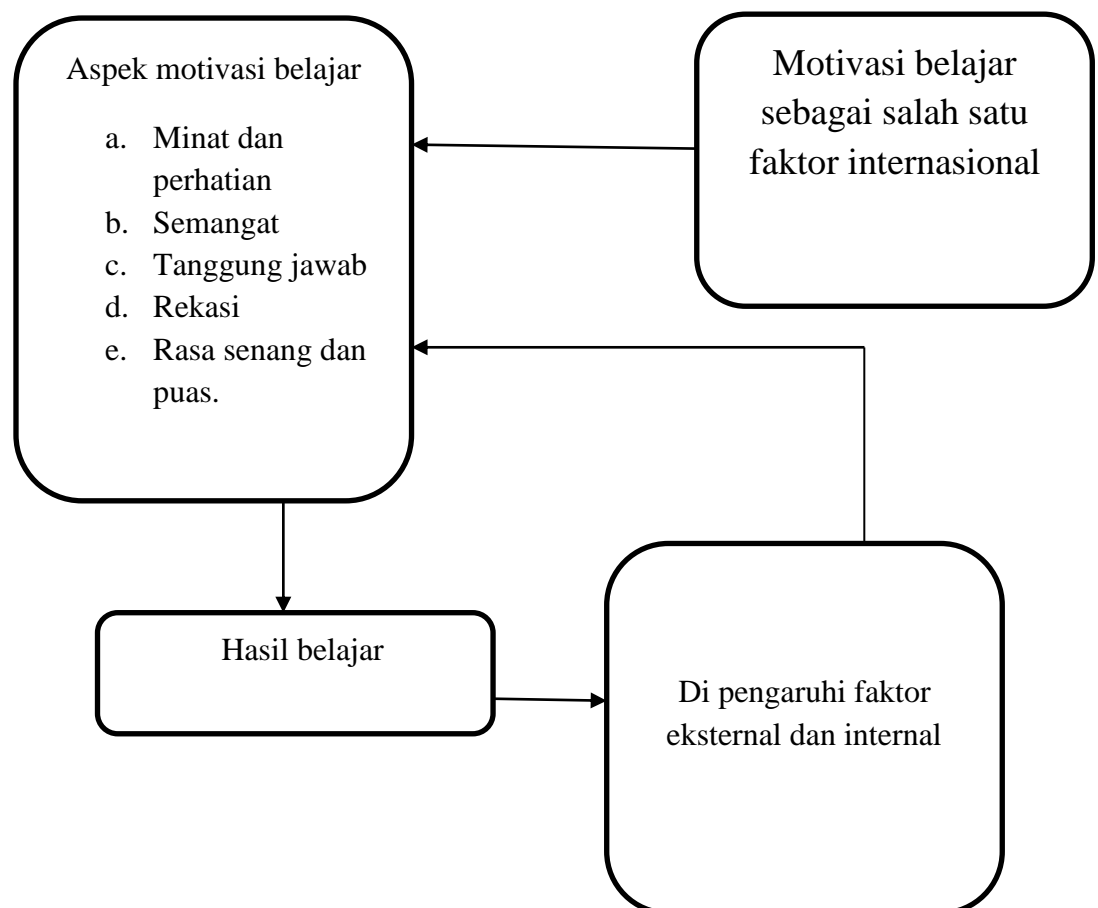 Aspek motivasi belajar
a. Minat dan
perhatian
b. Semangat
c. Tanggung jawab
d. Rekasi
e. Rasa senang dan
puas.
Motivasi belajar
sebagai salah satu
faktor internasional
Hasil belajar
Di pengaruhi faktor
eksternal dan internal